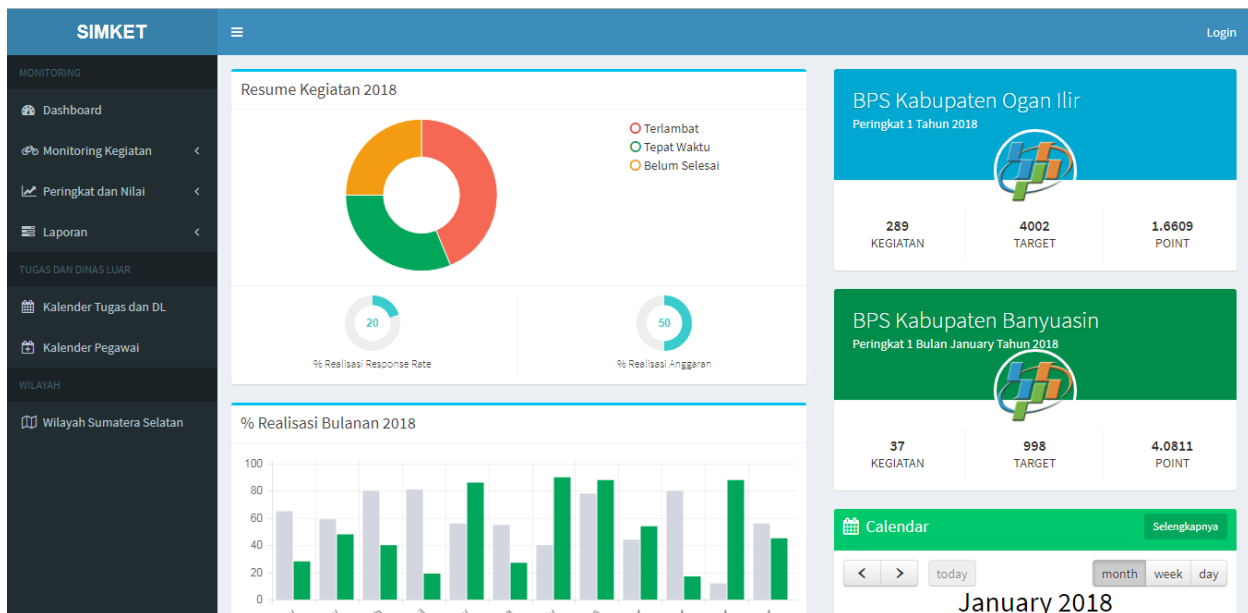 SIMKET
Login
MONITORING
Dashboard
Monitoring Kegiatan
Peringkat dan Nilai
Laporan
TUGAS DAN DINAS LUAR
Kalender Tugas dan DL
Kalender Pegawai
WILAYAH
Wilayah Sumatera Selatan
Resume Kegiatan 2018
Terlambat
Tepat Waktu
Belum Selesai
20
% Realisasi Response Rate
50
% Realisasi Anggaran
% Realisasi Bulanan 2018
100
80
60
40
20
0
BPS Kabupaten Ogan Ilir
Peringkat 1 Tahun 2018
289 4002 1.6609
KEGIATAN TARGET POINT
BPS Kabupaten Banyuasin
Peringkat 1 Bulan January Tahun 2018
37 998 4.0811
KEGIATAN TARGET POINT
Calendar Selengkapnya
today month week day
January 2018